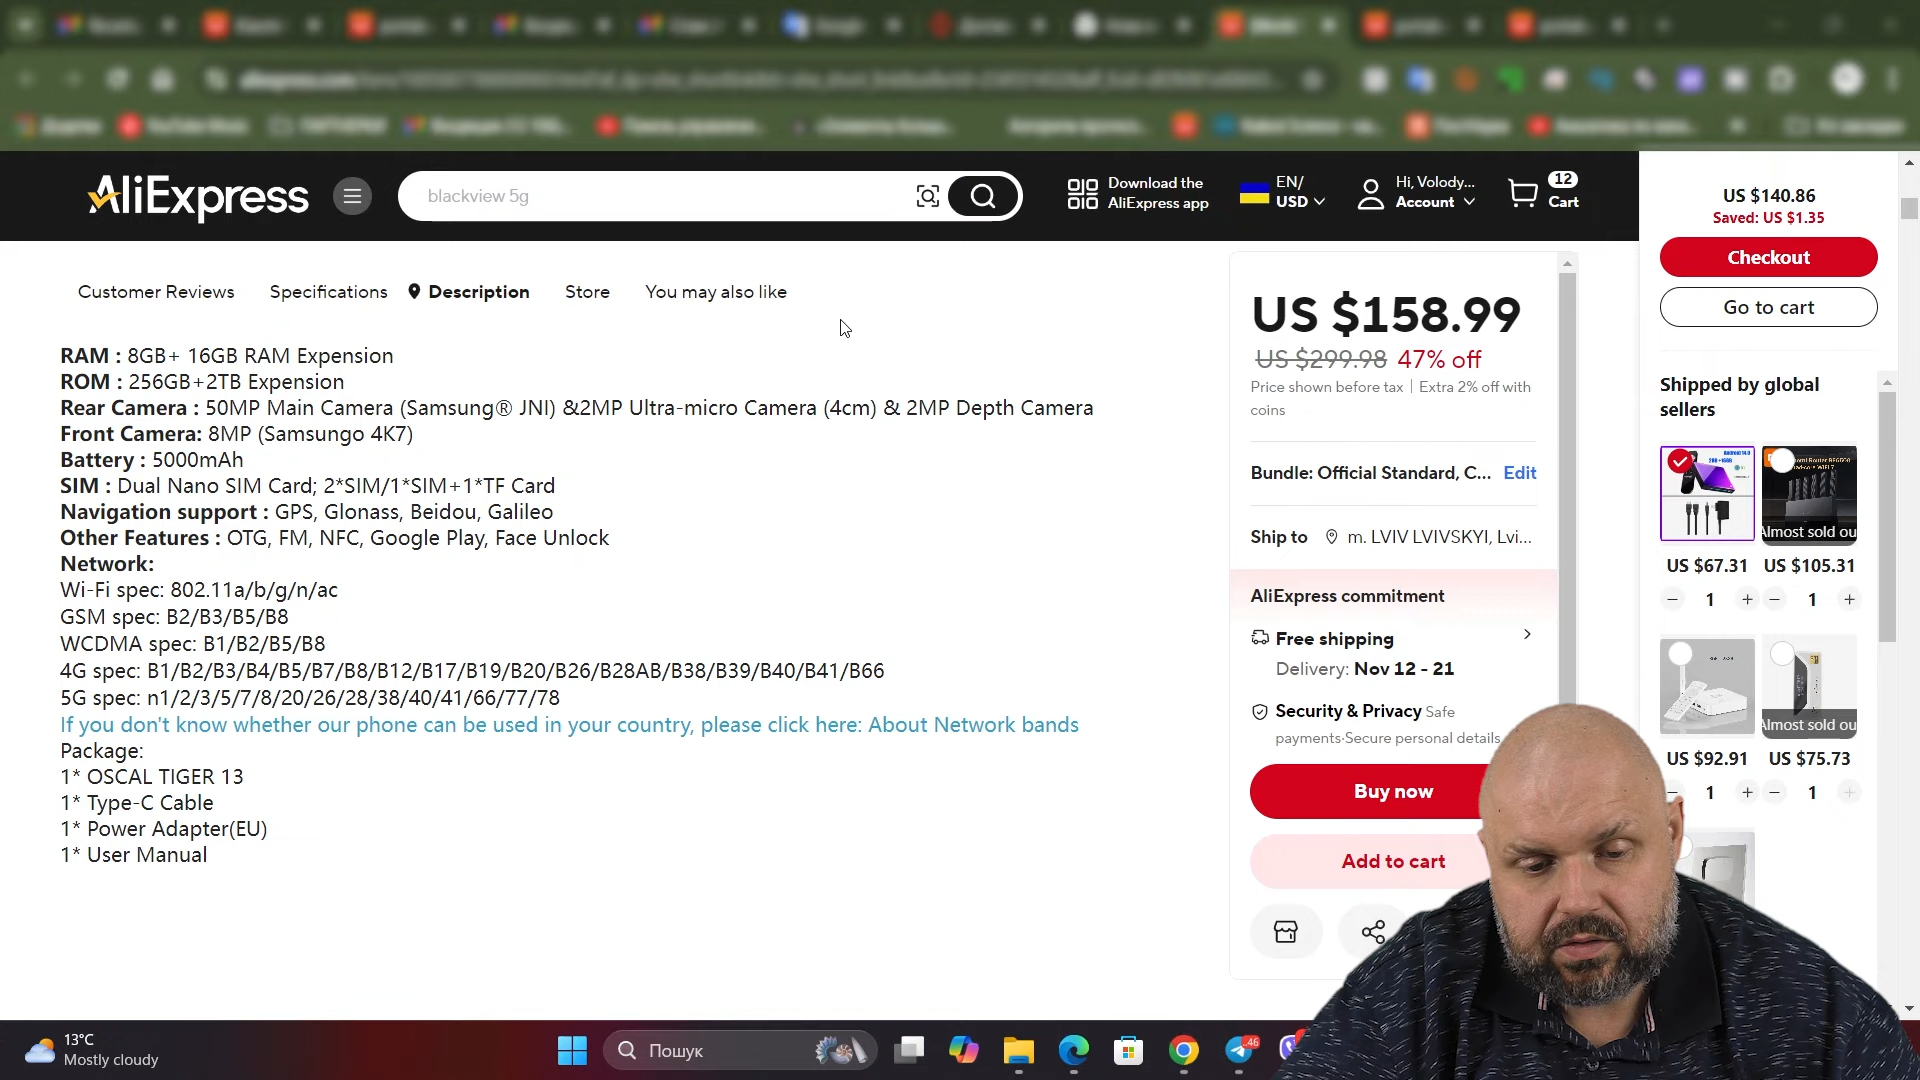 AliExpress
blackview 5g
Download the
AliExpress app
EN/
USD
Hi, Volody...
Account
12
Cart
US $140.86
Saved: US $1.35
Checkout
Go to cart
Shipped by global
sellers
Almost sold ou
US $67.31
US $105.31
1
1
Almost sold ou
US $92.91
US $75.73
1
1
Customer Reviews
Specifications
Description
Store
You may also like
RAM : 8GB+ 16GB RAM Expension
ROM : 256GB+2TB Expension
Rear Camera : 50MP Main Camera (Samsung® JNI) &2MP Ultra-micro Camera (4cm) & 2MP Depth Camera
Front Camera: 8MP (Samsungo 4K7)
Battery : 5000mAh
SIM : Dual Nano SIM Card; 2*SIM/1*SIM+1*TF Card
Navigation support : GPS, Glonass, Beidou, Galileo
Other Features : OTG, FM, NFC, Google Play, Face Unlock
Network:
Wi-Fi spec: 802.11a/b/g/n/ac
GSM spec: B2/B3/B5/B8
WCDMA spec: B1/B2/B5/B8
4G spec: B1/B2/B3/B4/B5/B7/B8/B12/B17/B19/B20/B26/B28AB/B38/B39/B40/B41/B66
5G spec: n1/2/3/5/7/8/20/26/28/38/40/41/66/77/78
If you don't know whether our phone can be used in your country, please click here: About Network bands
Package:
1* OSCAL TIGER 13
1* Type-C Cable
1* Power Adapter(EU)
1* User Manual
US $158.99
US $299.98 47% off
Price shown before tax | Extra 2% off with
coins
Bundle: Official Standard, C... Edit
Ship to m. LVIV LVIVSKYI, Lvi...
AliExpress commitment
Free shipping
Delivery: Nov 12 - 21
Security & Privacy Safe
payments·Secure personal details
Buy now
Add to cart
13°C
Mostly cloudy
Пошук
46